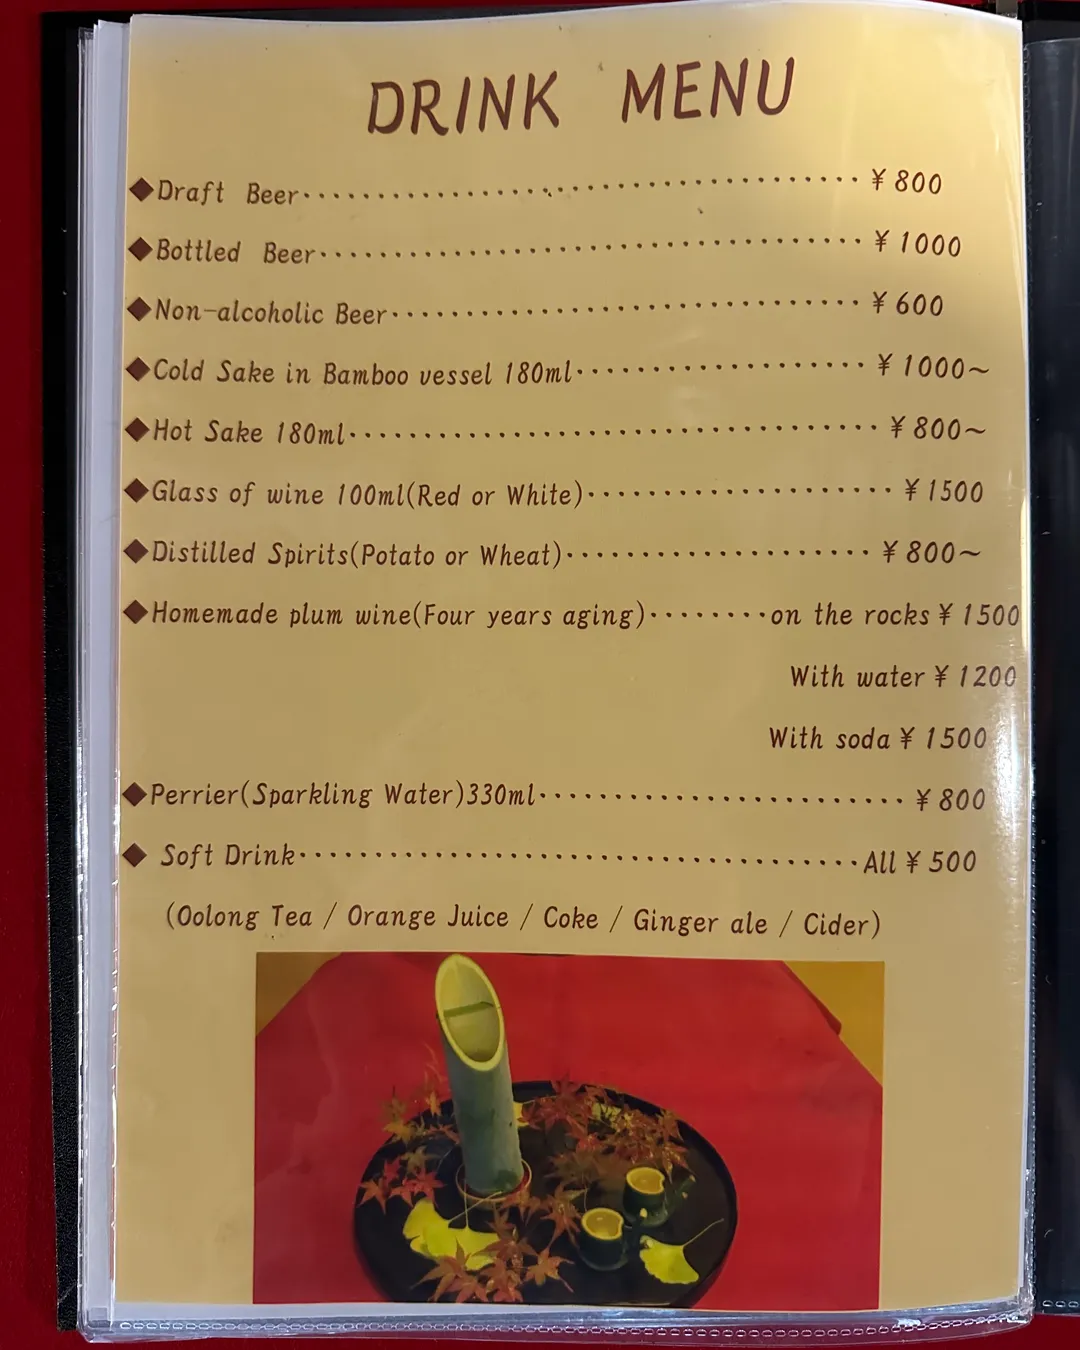 DRINK MENU
◆Draft Beer・・・・・・・・・・・・・・・・・・・・・・・・・・・・・・・・・・・・・・¥800
◆Bottled Beer・・・・・・・・・・・・・・・・・・・・・・・・・・・・・・・・・・・・・¥1000
◆Non-alcoholic Beer・・・・・・・・・・・・・・・・・・・・・・・・・・・・・・・・¥600
◆Cold Sake in Bamboo vessel 180ml・・・・・・・・・・・・・・・・・・・・¥1000~
◆Hot Sake 180ml・・・・・・・・・・・・・・・・・・・・・・・・・・・・・・・・・・・・¥800~
◆Glass of wine 100ml(Red or White)・・・・・・・・・・・・・・・・・・・・・¥1500
◆Distilled Spirits(Potato or Wheat)・・・・・・・・・・・・・・・・・・・・・¥800~
◆Homemade plum wine(Four years aging)・・・・・・・・on the rocks¥1500
With water¥1200
With soda¥1500
◆Perrier(Sparkling Water)330ml・・・・・・・・・・・・・・・・・・・・・・・・・¥800
◆ Soft Drink・・・・・・・・・・・・・・・・・・・・・・・・・・・・・・・・・・・・・・All¥500
(Oolong Tea / Orange Juice / Coke / Ginger ale / Cider)